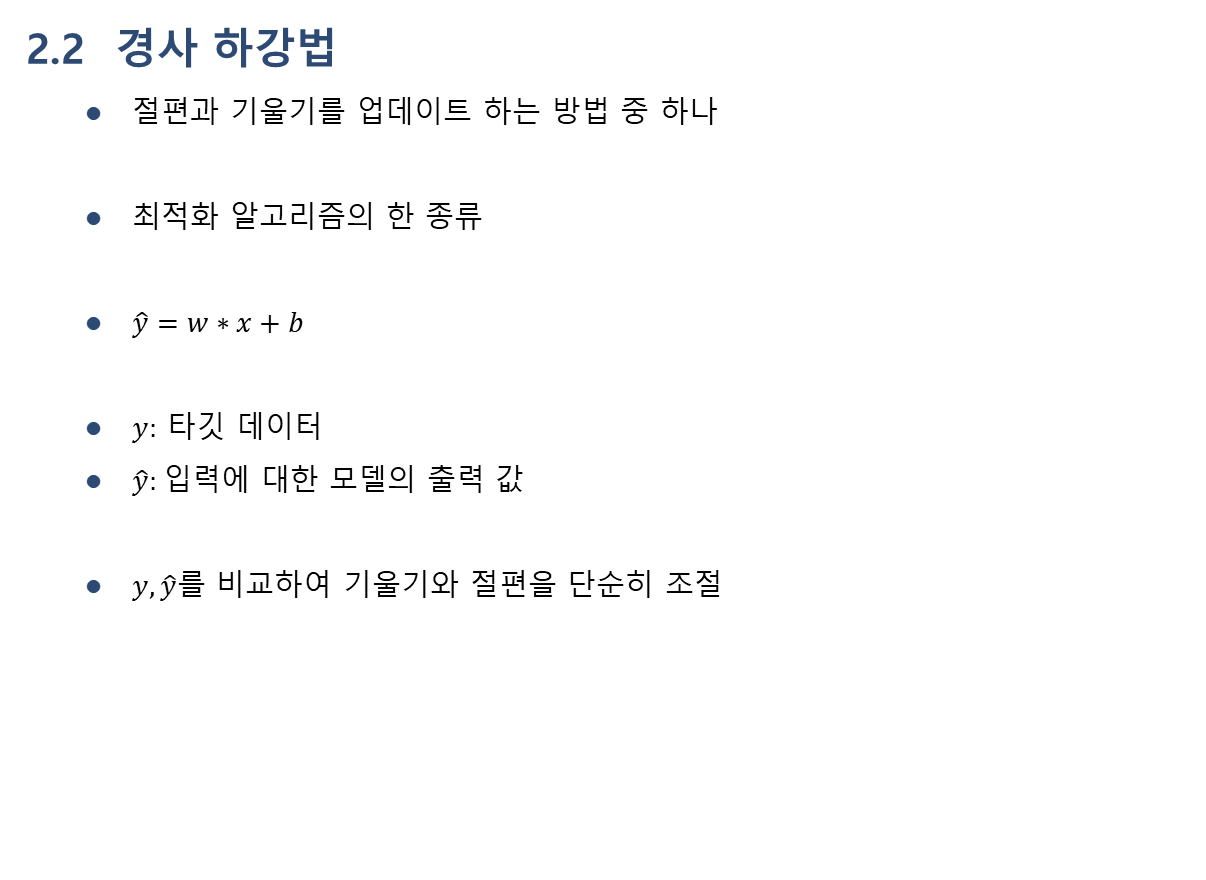 2.2 경사 하강법
● 절편과 기울기를 업데이트 하는 방법 중 하나
● 최적화 알고리즘의 한 종류
● ŷ = w ∗ x + b
● y: 타깃 데이터
● ŷ: 입력에 대한 모델의 출력 값
● y, ŷ를 비교하여 기울기와 절편을 단순히 조절